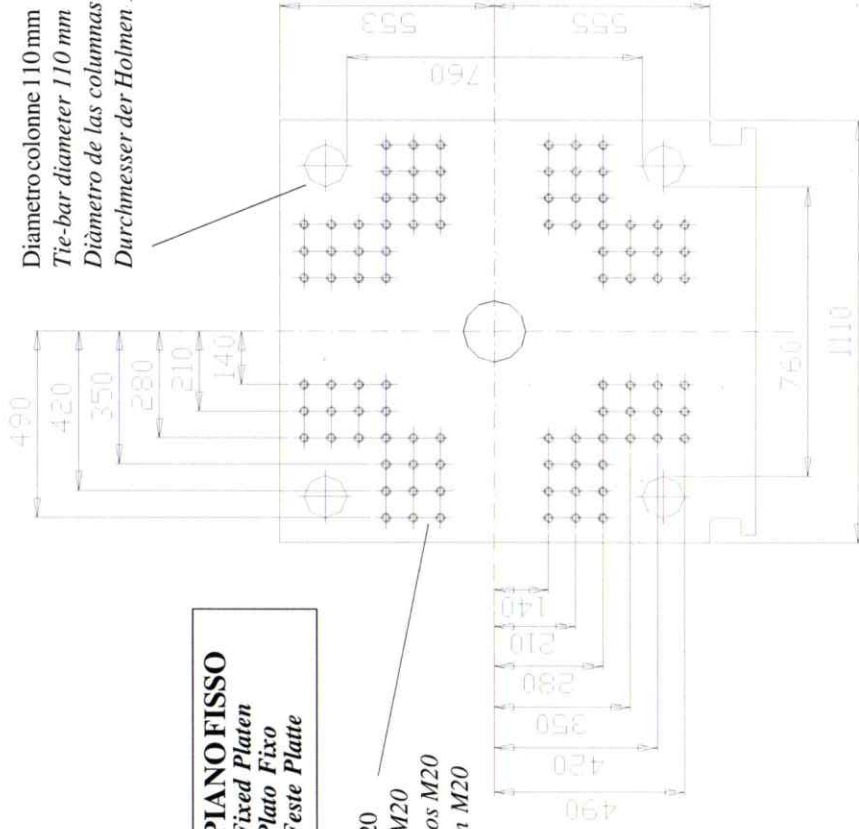 Diametro colonne 110 mm
Tie-bar diameter 110 mm
Diàmetro de las columnas
Durchmesser der Holmen
490
420
350
280
210
140
553
555
760
760
1110
140
210
280
350
420
490
PIANO FISSO
Fixed Platen
Plato Fixo
Feste Platte
20
M20
os M20
n M20